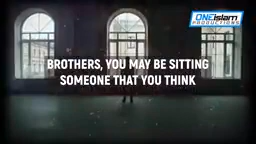 ONE islam
PRODUCTIONS
BROTHERS, YOU MAY BE SITTING
SOMEONE THAT YOU THINK